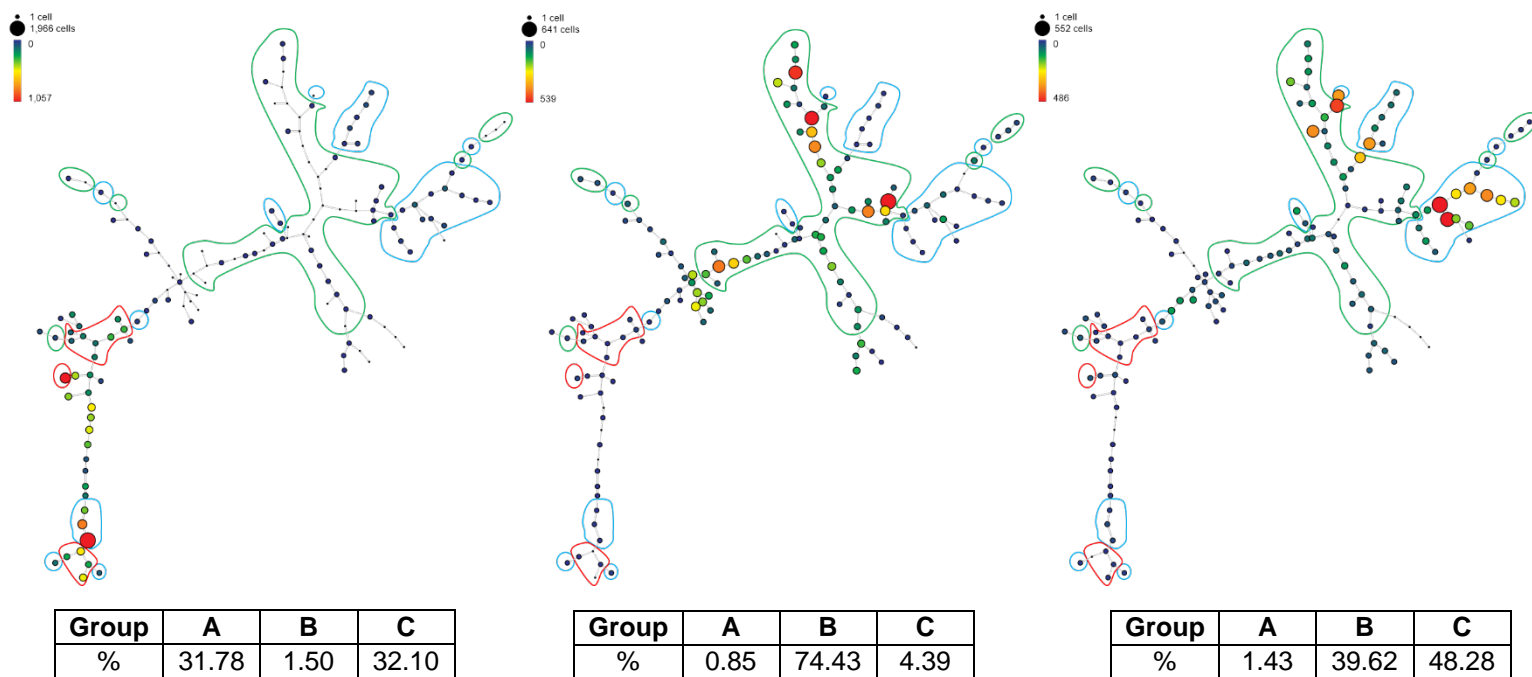 1 cell
1,966 cells
0
1,057
1 cell
641 cells
0
539
1 cell
552 cells
0
486
Group A B C
% 31.78 1.50 32.10
Group A B C
% 0.85 74.43 4.39
Group A B C
% 1.43 39.62 48.28